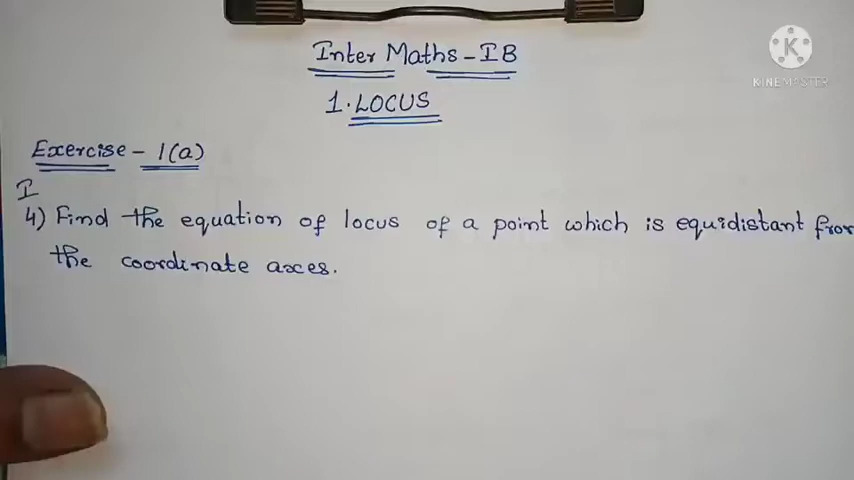 Inter Maths - IB
K
KINEMASTER
1. LOCUS
Exercise - 1(a)
I
4) Find the equation of locus of a point which is equidistant from
the coordinate axes.